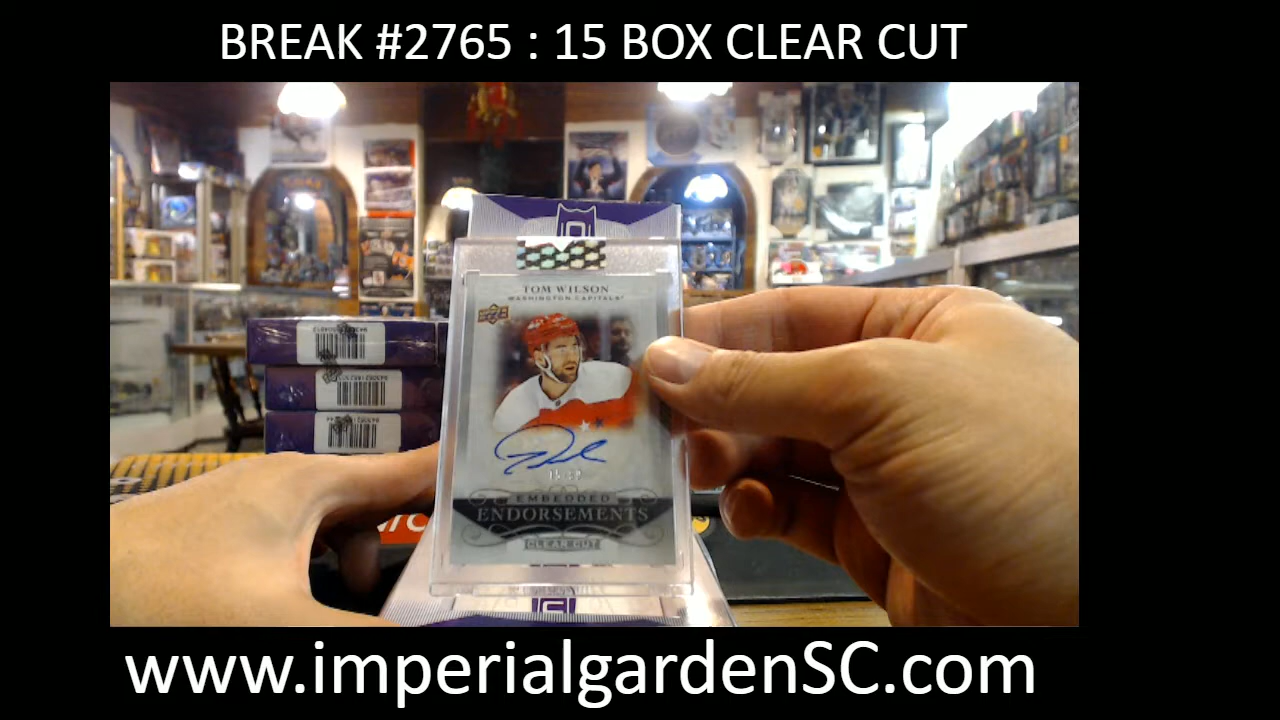 BREAK #2765 : 15 BOX CLEAR CUT
TOM WILSON
WASHINGTON CAPITALS
EMBEDDED
ENDORSEMENTS
CLEAR CUT
www.imperialgardenSC.com